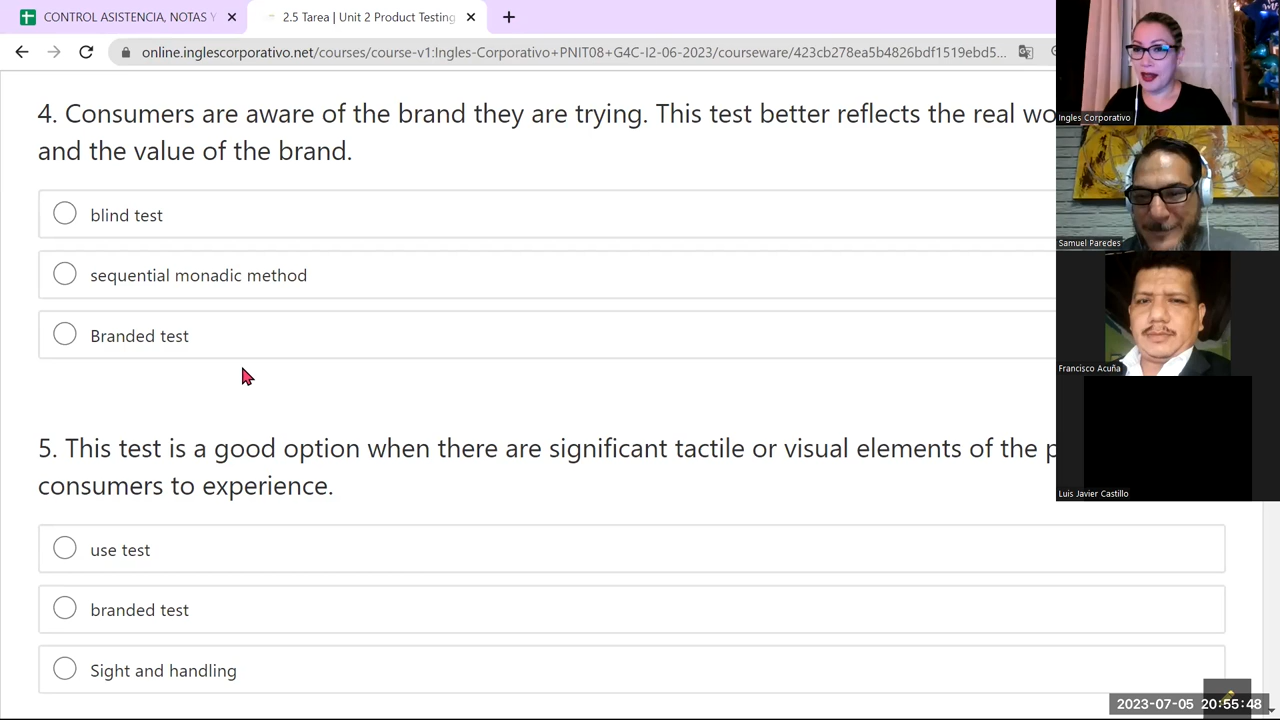 CONTROL ASISTENCIA, NOTAS Y
2.5 Tarea | Unit 2 Product Testing
online.inglescorporativo.net/courses/course-v1:Ingles-Corporativo+PNIT08+G4C-I2-06-2023/courseware/423cb278ea5b4826bdf1519ebd5...
4. Consumers are aware of the brand they are trying. This test better reflects the real wo
and the value of the brand.
blind test
sequential monadic method
Branded test
5. This test is a good option when there are significant tactile or visual elements of the p
consumers to experience.
use test
branded test
Sight and handling
Ingles Corporativo
Samuel Paredes
Francisco Acuña
Luis Javier Castillo
2023-07-05 20:55:48